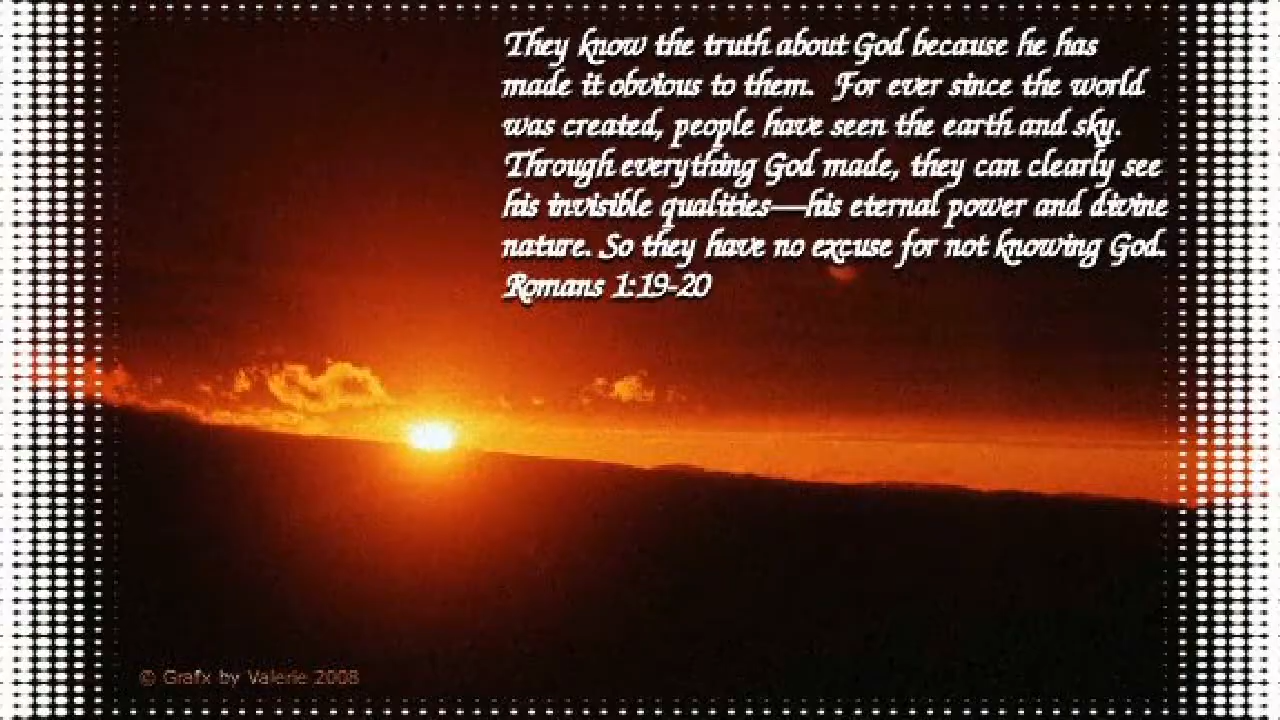 They know the truth about God because he has
made it obvious to them. For ever since the world
was created, people have seen the earth and sky.
Through everything God made, they can clearly see
his invisible qualities—his eternal power and divine
nature. So they have no excuse for not knowing God.
Romans 1:19-20
© Valerie